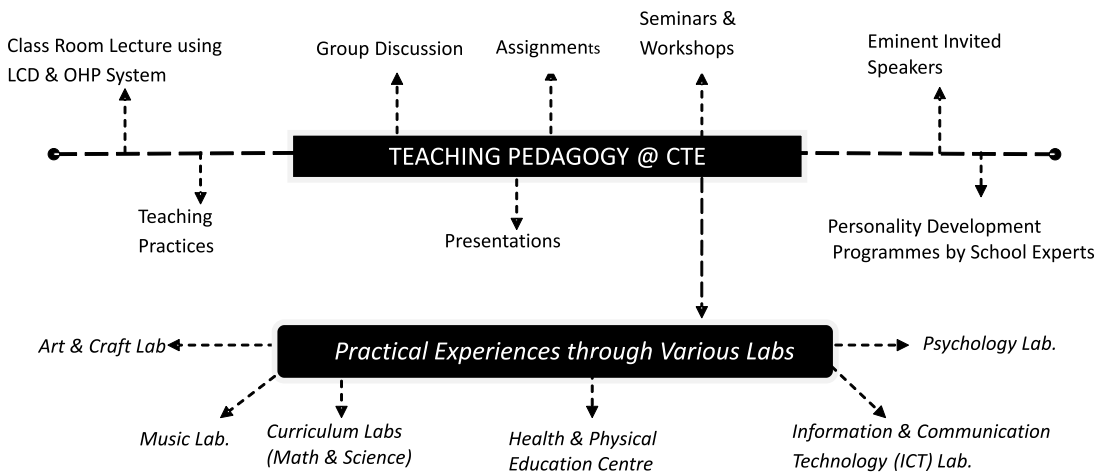 Class Room Lecture using
LCD & OHP System
Group Discussion
Assignments
Seminars &
Workshops
Eminent Invited
Speakers
TEACHING PEDAGOGY @ CTE
Teaching
Practices
Presentations
Personality Development
Programmes by School Experts
Art & Craft Lab
Practical Experiences through Various Labs
Psychology Lab.
Music Lab.
Curriculum Labs
(Math & Science)
Health & Physical
Education Centre
Information & Communication
Technology (ICT) Lab.